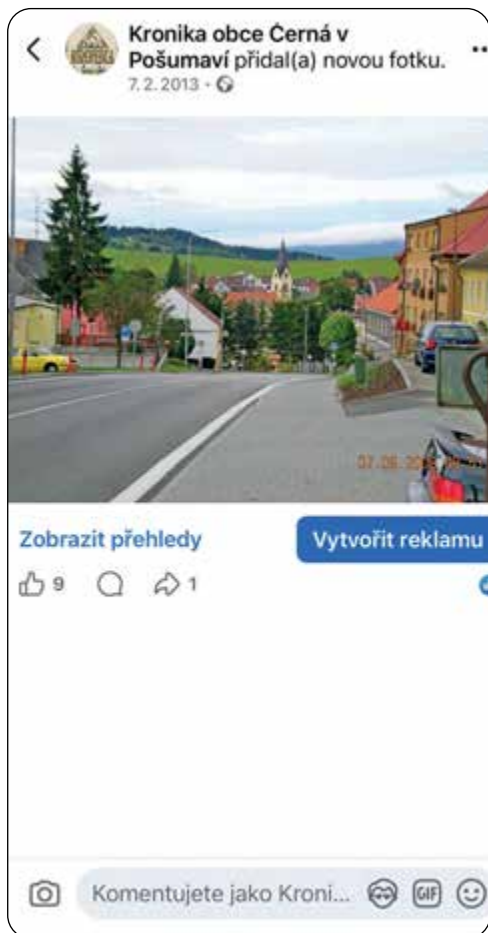 Kronika obce Černá v
Pošumaví přidal(a) novou fotku.
7. 2. 2013
Zobrazit přehledy
Vytvořit reklamu
9
1
Komentujete jako Kroni...
GIF